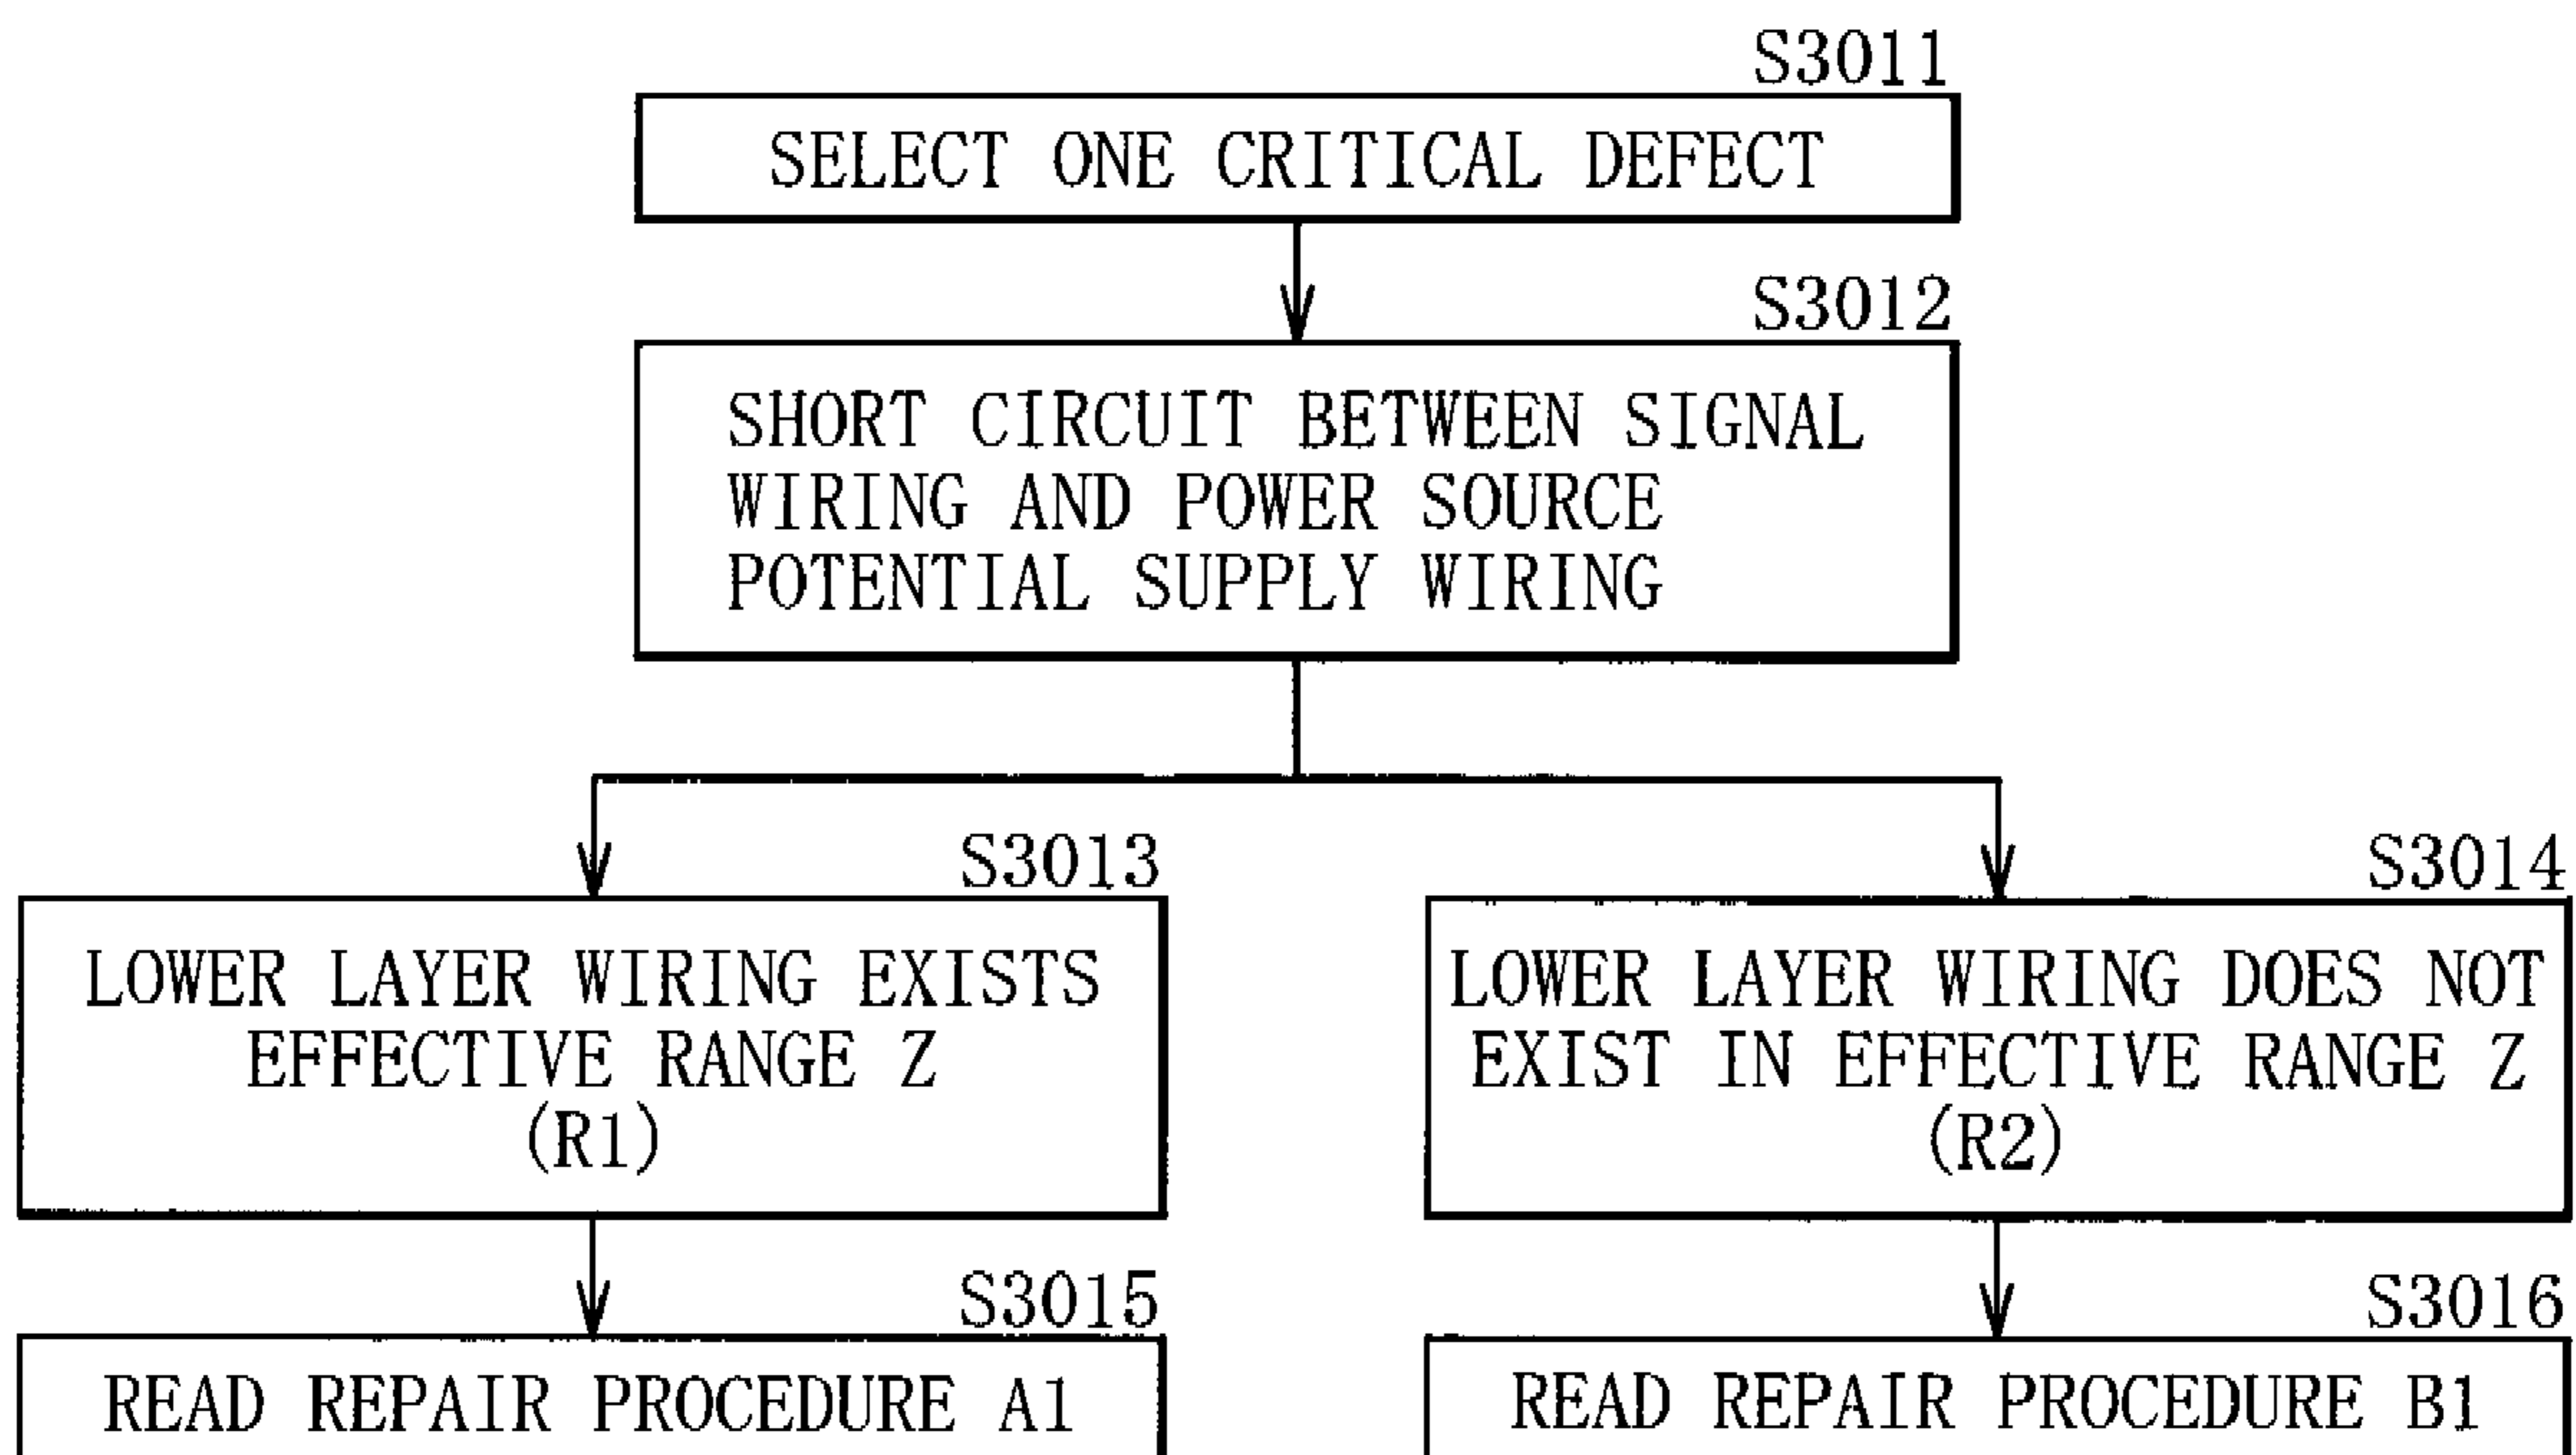 S3011
SELECT ONE CRITICAL DEFECT
S3012
SHORT CIRCUIT BETWEEN SIGNAL
WIRING AND POWER SOURCE
POTENTIAL SUPPLY WIRING
S3013
LOWER LAYER WIRING EXISTS
EFFECTIVE RANGE Z
(R1)
S3014
LOWER LAYER WIRING DOES NOT
EXIST IN EFFECTIVE RANGE Z
(R2)
S3015
READ REPAIR PROCEDURE A1
S3016
READ REPAIR PROCEDURE B1